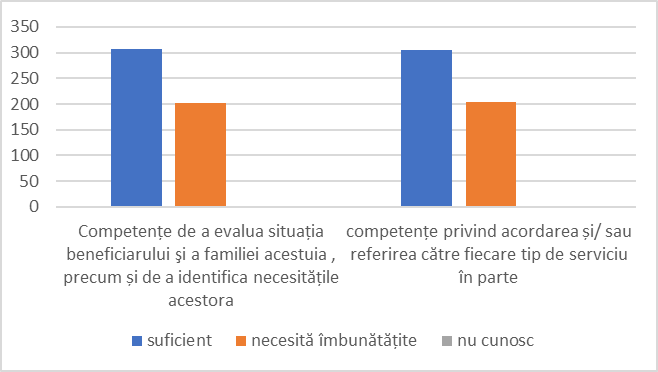 350
300
250
200
150
100
50
0
Competențe de a evalua situația
beneficiarului şi a familiei acestuia ,
precum și de a identifica necesitățile
acestora
competențe privind acordarea și/ sau
referirea către fiecare tip de serviciu
în parte
suficient
necesită îmbunătățite
nu cunosc